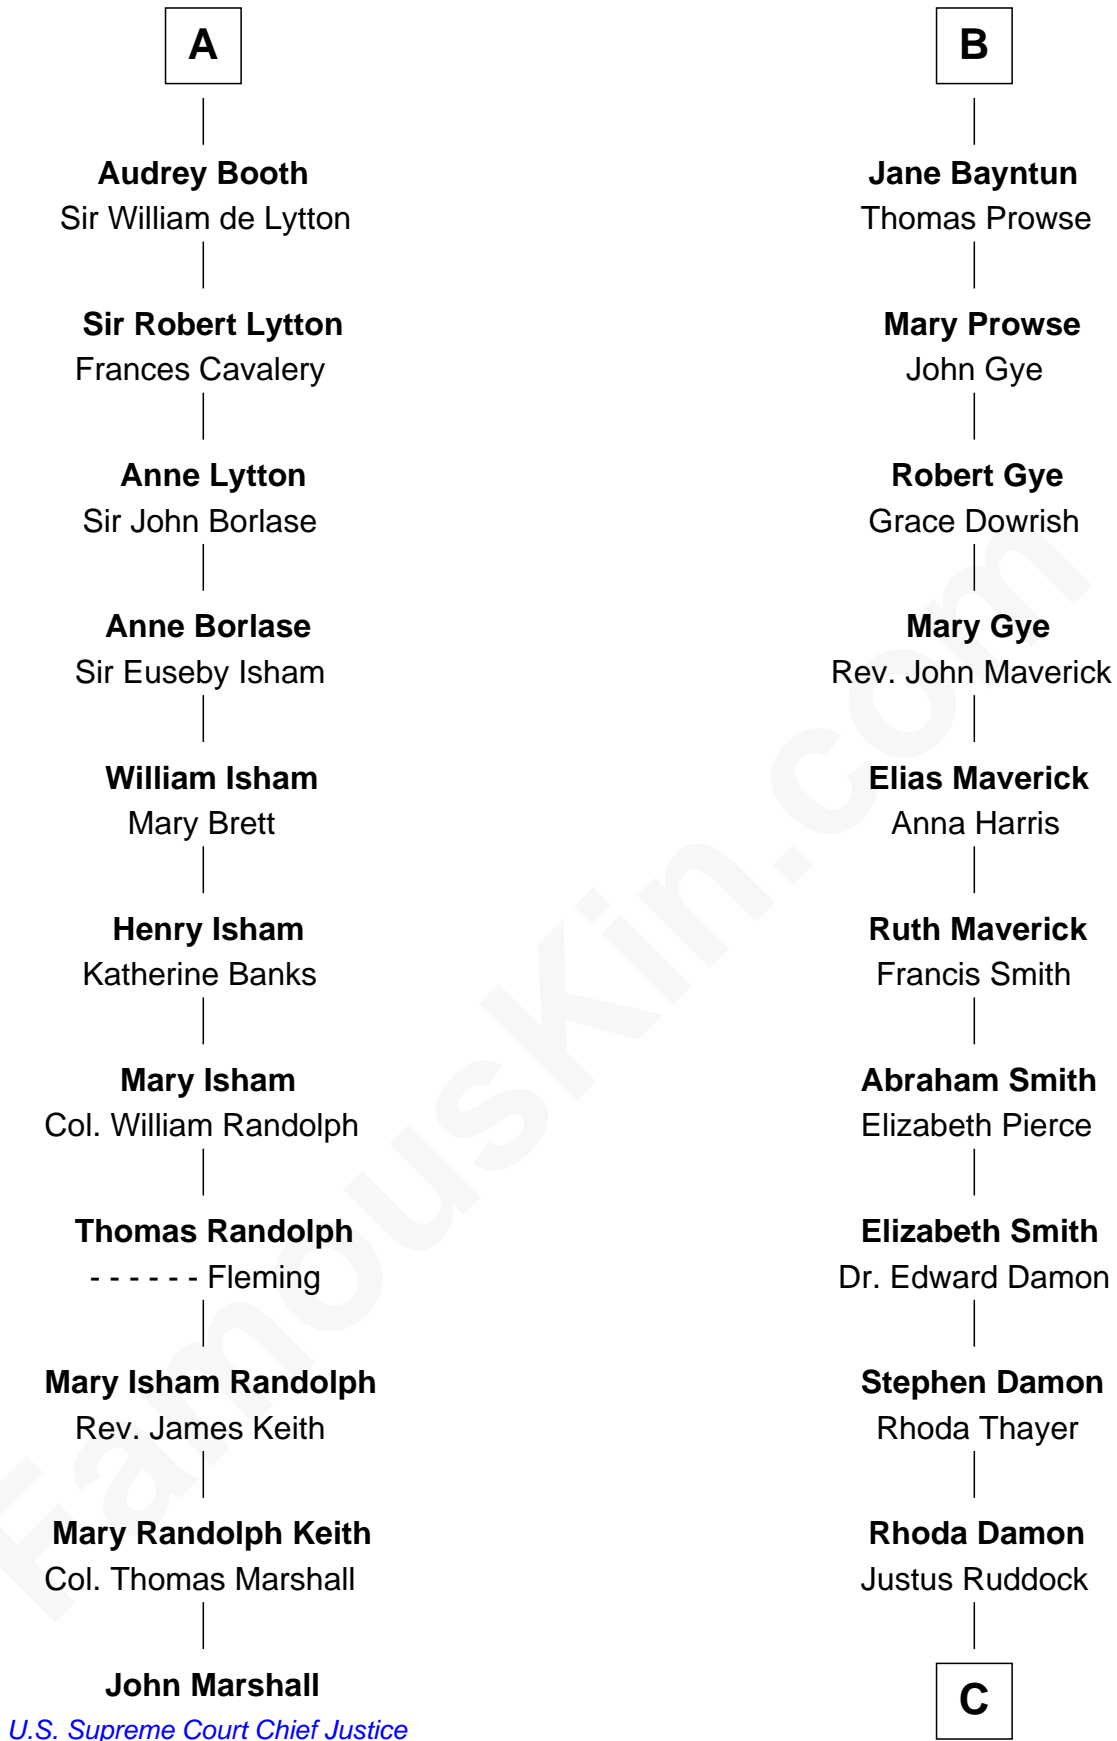 A
Audrey Booth
Sir William de Lytton
Sir Robert Lytton
Frances Cavalery
Anne Lytton
Sir John Borlase
Anne Borlase
Sir Euseby Isham
William Isham
Mary Brett
Henry Isham
Katherine Banks
Mary Isham
Col. William Randolph
Thomas Randolph
- - - - - - Fleming
Mary Isham Randolph
Rev. James Keith
Mary Randolph Keith
Col. Thomas Marshall
John Marshall
U.S. Supreme Court Chief Justice
B
Jane Bayntun
Thomas Prowse
Mary Prowse
John Gye
Robert Gye
Grace Dowrish
Mary Gye
Rev. John Maverick
Elias Maverick
Anna Harris
Ruth Maverick
Francis Smith
Abraham Smith
Elizabeth Pierce
Elizabeth Smith
Dr. Edward Damon
Stephen Damon
Rhoda Thayer
Rhoda Damon
Justus Ruddock
C
FamousKin.com